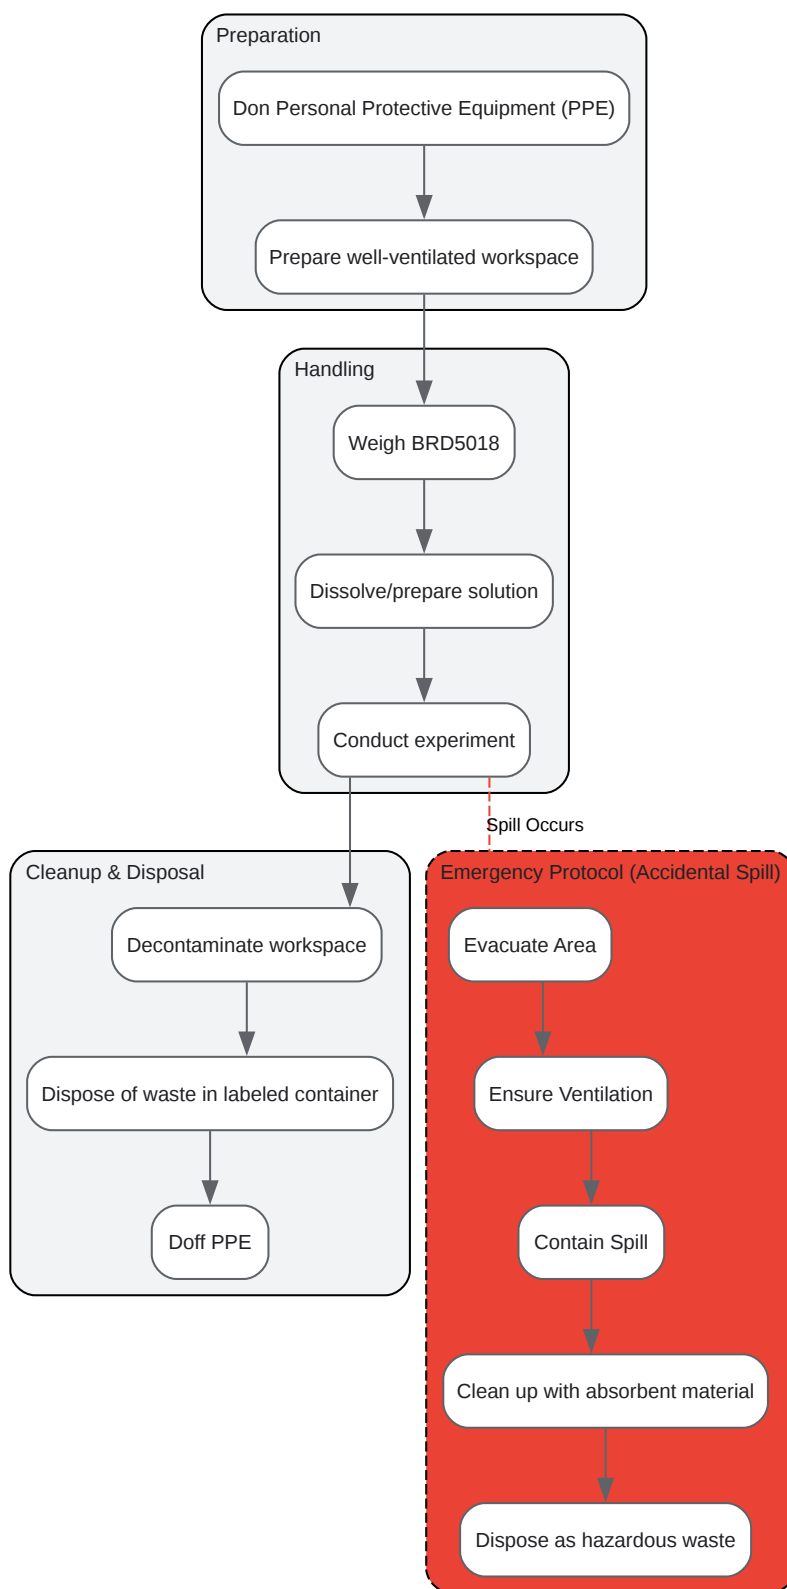 Preparation
Don Personal Protective Equipment (PPE)
Prepare well-ventilated workspace
Handling
Weigh BRD5018
Dissolve/prepare solution
Conduct experiment
Spill Occurs
Cleanup & Disposal
Decontaminate workspace
Dispose of waste in labeled container
Doff PPE
Emergency Protocol (Accidental Spill)
Evacuate Area
Ensure Ventilation
Contain Spill
Clean up with absorbent material
Dispose as hazardous waste